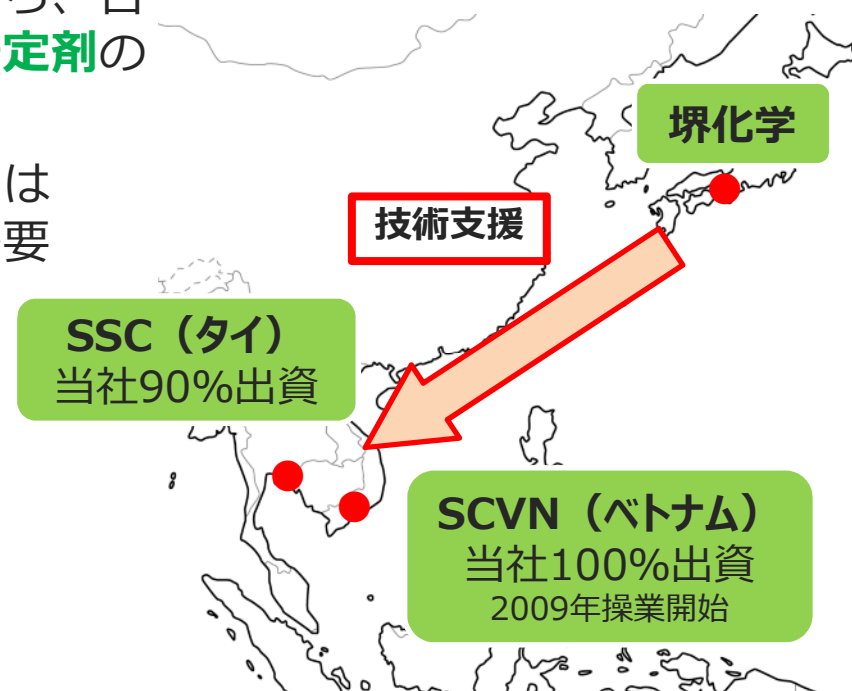 ら、日
定剤の
は
要
堺化学
技術支援
SSC（タイ）
当社90%出資
SCVN（ベトナム）
当社100%出資
2009年操業開始